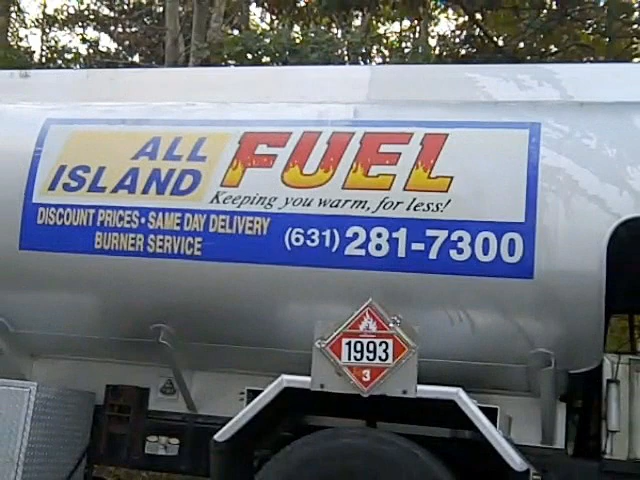 ALL
ISLAND
FUEL
Keeping you warm, for less!
DISCOUNT PRICES • SAME DAY DELIVERY
BURNER SERVICE
(631) 281-7300
1993
3